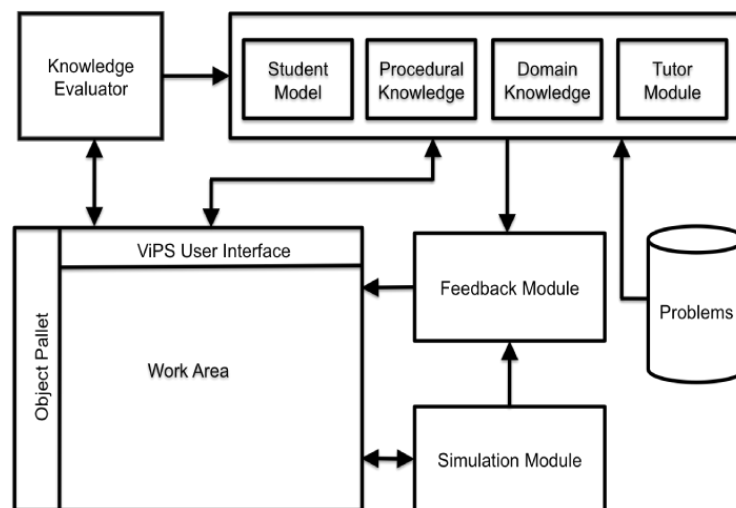 Knowledge
Evaluator
Student
Model
Procedural
Knowledge
Domain
Knowledge
Tutor
Module
ViPS User Interface
Object Pallet
Work Area
Feedback Module
Problems
Simulation Module